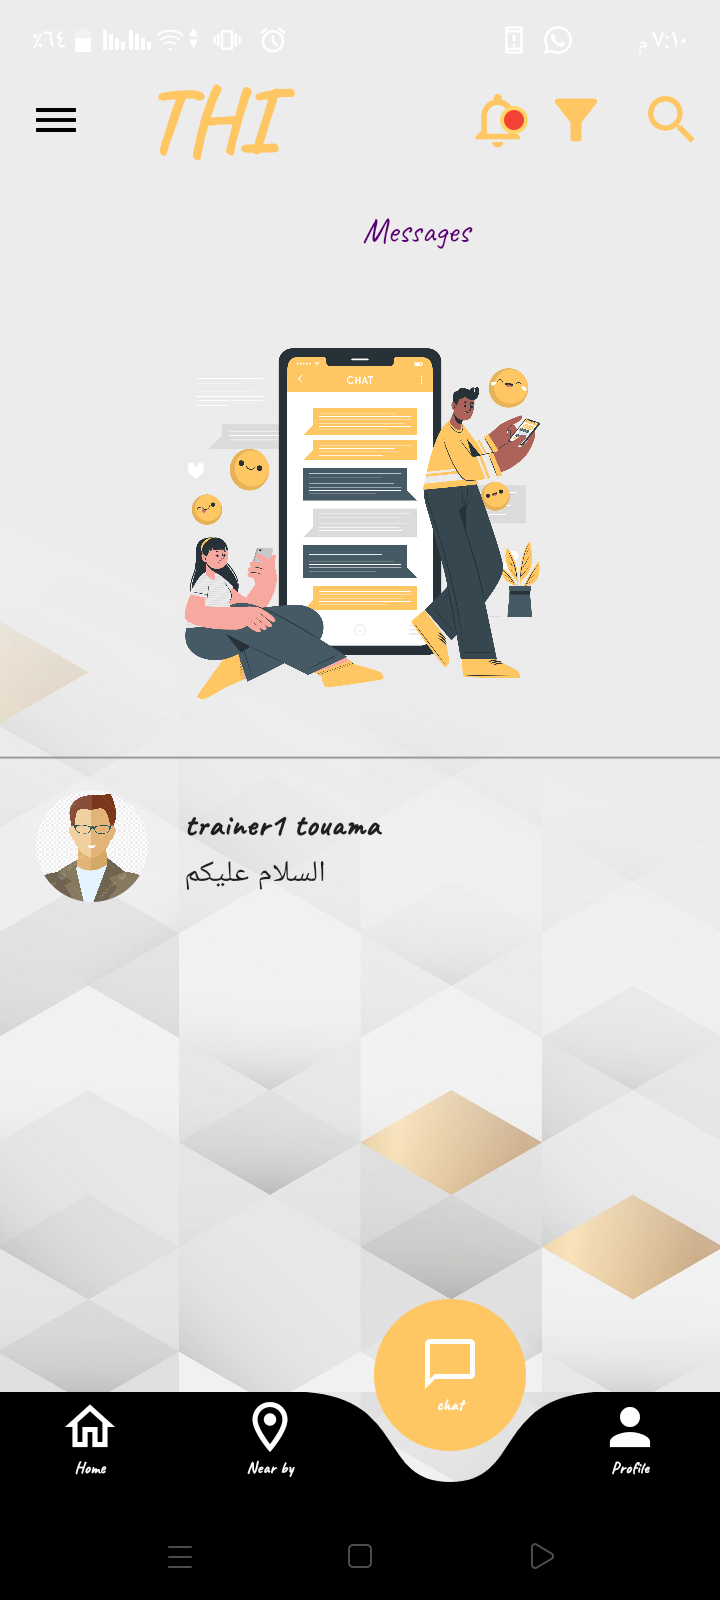 ٪٦٤
٧:١٠ م
THI
Messages
CHAT
trainer1 touama
السلام عليكم
chat
Home
Near by
Profile